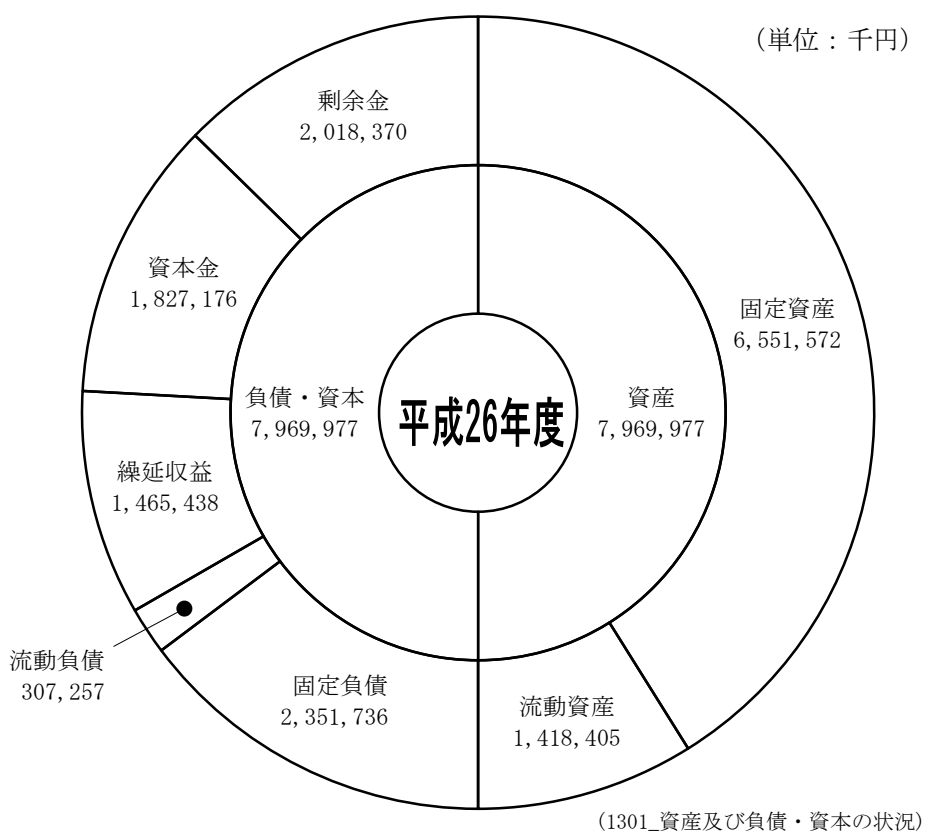 （単位：千円）
剰余金
2,018,370
資本金
1,827,176
固定資産
6,551,572
負債・資本
7,969,977
平成26年度
資産
7,969,977
繰延収益
1,465,438
流動負債
307,257
固定負債
2,351,736
流動資産
1,418,405
(1301_資産及び負債・資本の状況)